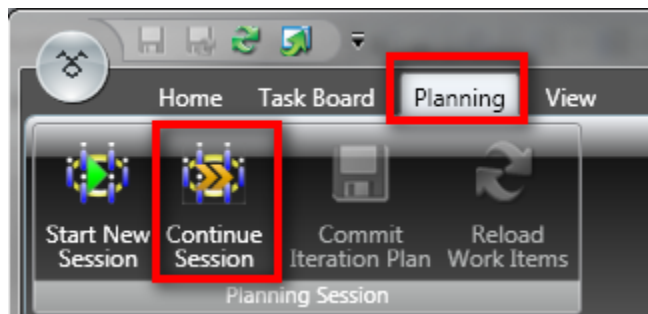 Home Task Board Planning View
Start New Continue Commit Reload
Session Session Iteration Plan Work Items
Planning Session